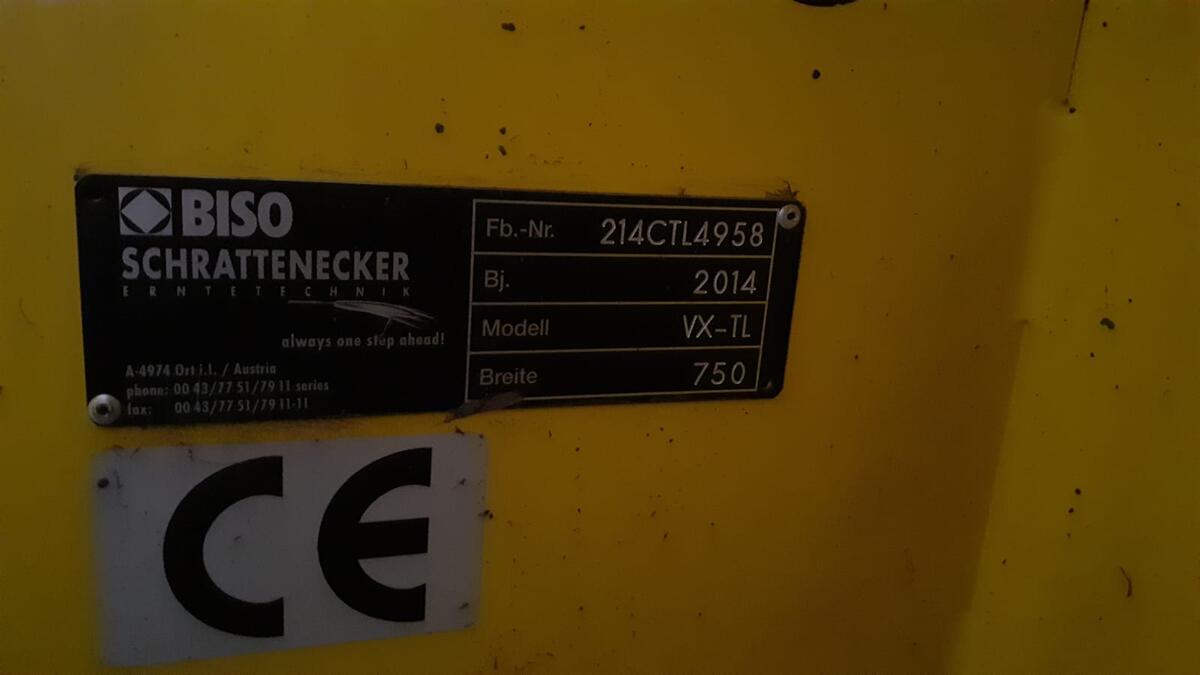 BISO
SCHRATTENECKER
ERNTETECHNIK
always one step ahead!
A-4974 Ort i.I. / Austria
phone: 00 43/77 51/79 11 series
fax: 00 43/77 51/79 11-11
Fb.-Nr. 214CTL4958
Bj. 2014
Modell VX-TL
Breite 750
CE